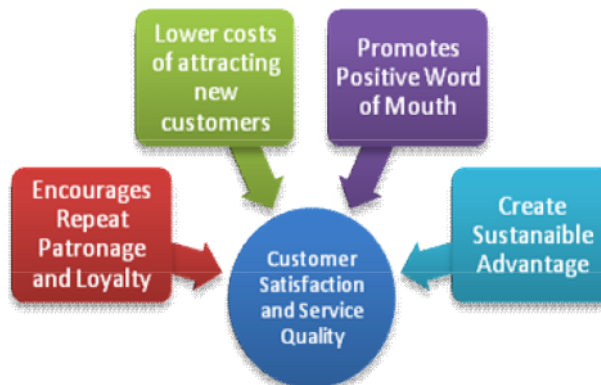 Lower costs
of attracting
new
customers
Promotes
Positive Word
of Mouth
Encourages
Repeat
Patronage
and Loyalty
Create
Sustanaible
Advantage
Customer
Satisfaction
and Service
Quality